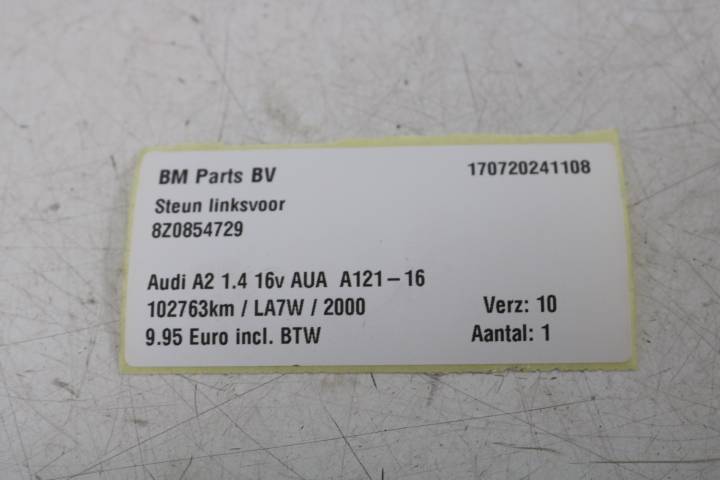 BM Parts BV 170720241108
Steun linksvoor
8Z0854729
Audi A2 1.4 16v AUA A121-16
102763km / LA7W / 2000 Verz: 10
9.95 Euro incl. BTW Aantal: 1